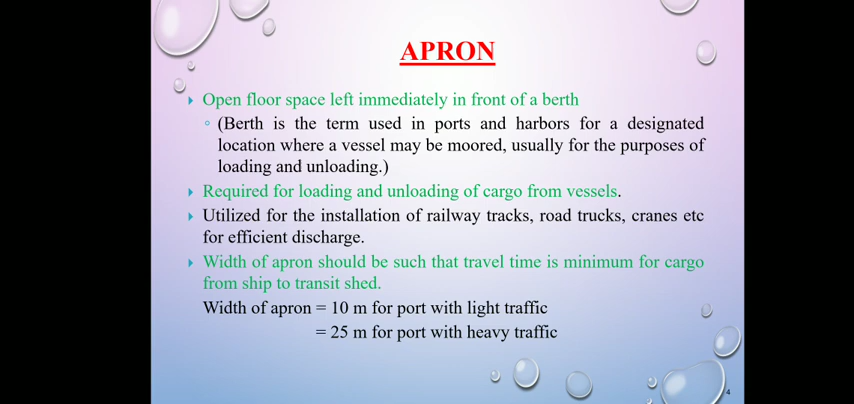 APRON
Open floor space left immediately in front of a berth
(Berth is the term used in ports and harbors for a designated
location where a vessel may be moored, usually for the purposes of
loading and unloading.)
Required for loading and unloading of cargo from vessels.
Utilized for the installation of railway tracks, road trucks, cranes etc
for efficient discharge.
Width of apron should be such that travel time is minimum for cargo
from ship to transit shed.
Width of apron = 10 m for port with light traffic
= 25 m for port with heavy traffic
4